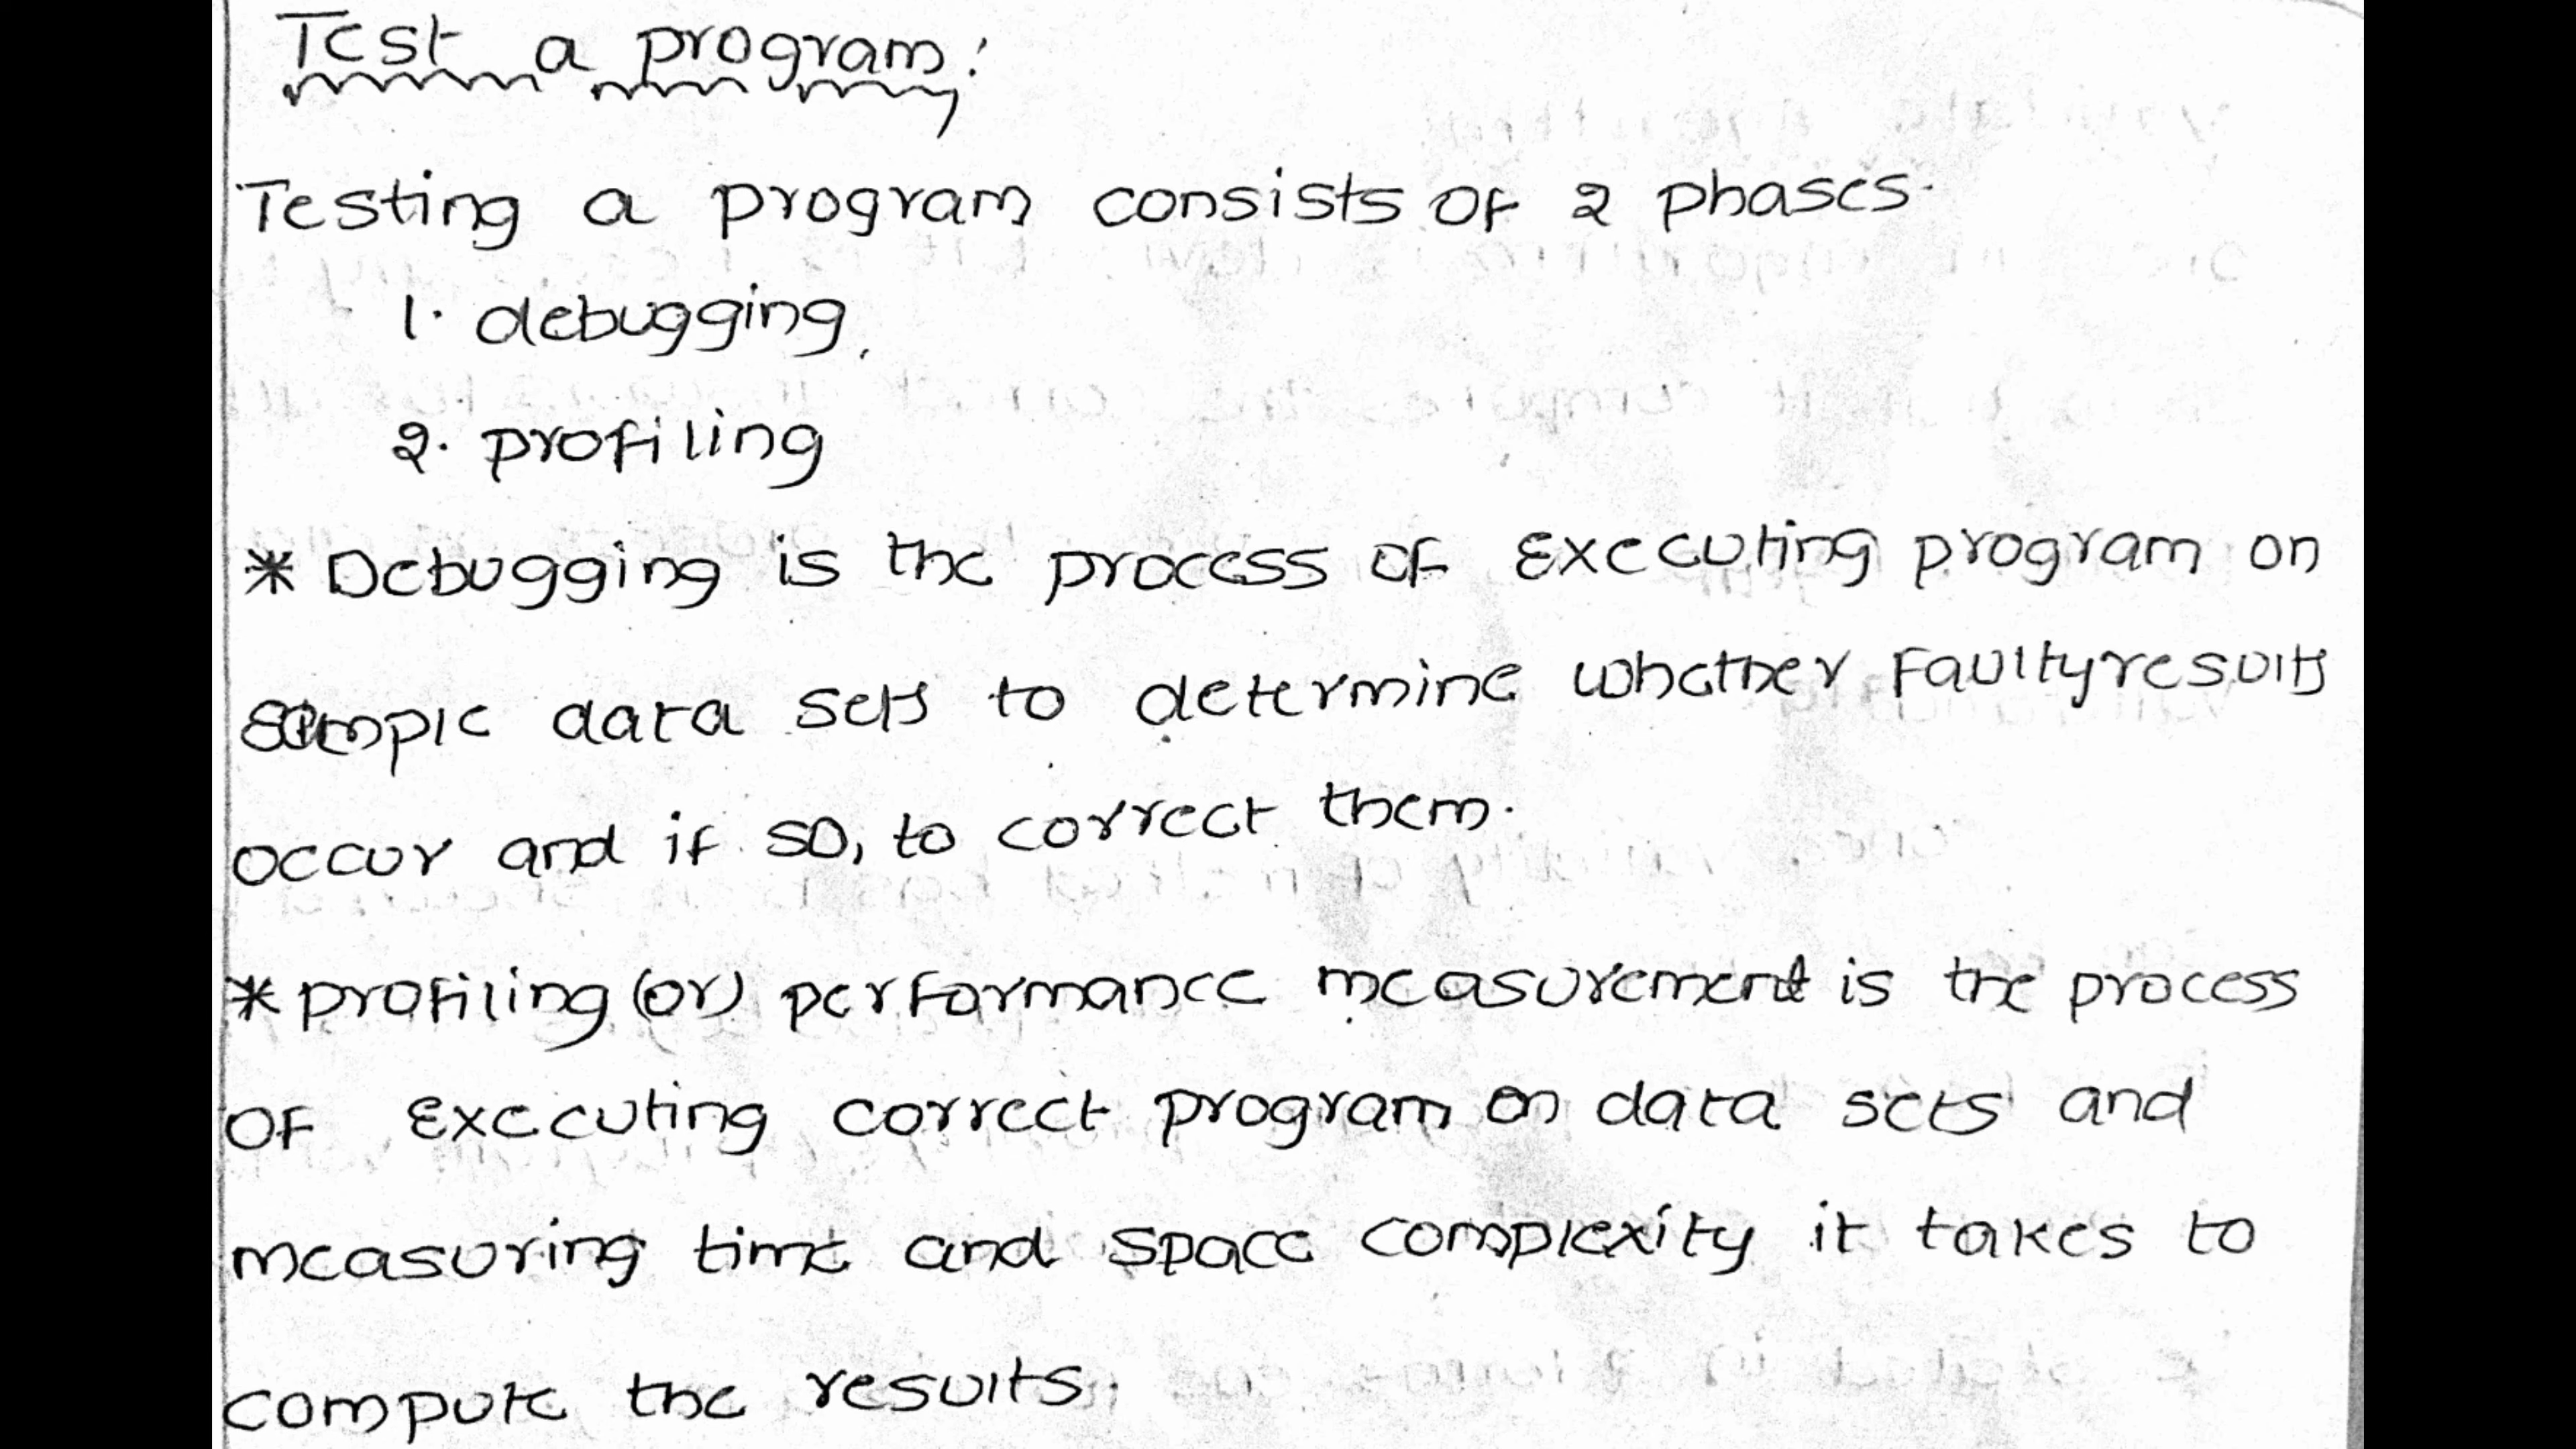 Test a program:
Testing a program consists of 2 phases.
1. debugging
2. profiling
* Debugging is the process of executing program on
sample data sets to determine whether faulty results
occur and if so, to correct them.
* profiling (or) performance measurement is the process
of executing correct program on data sets and
measuring time and space complexity it takes to
compute the results.